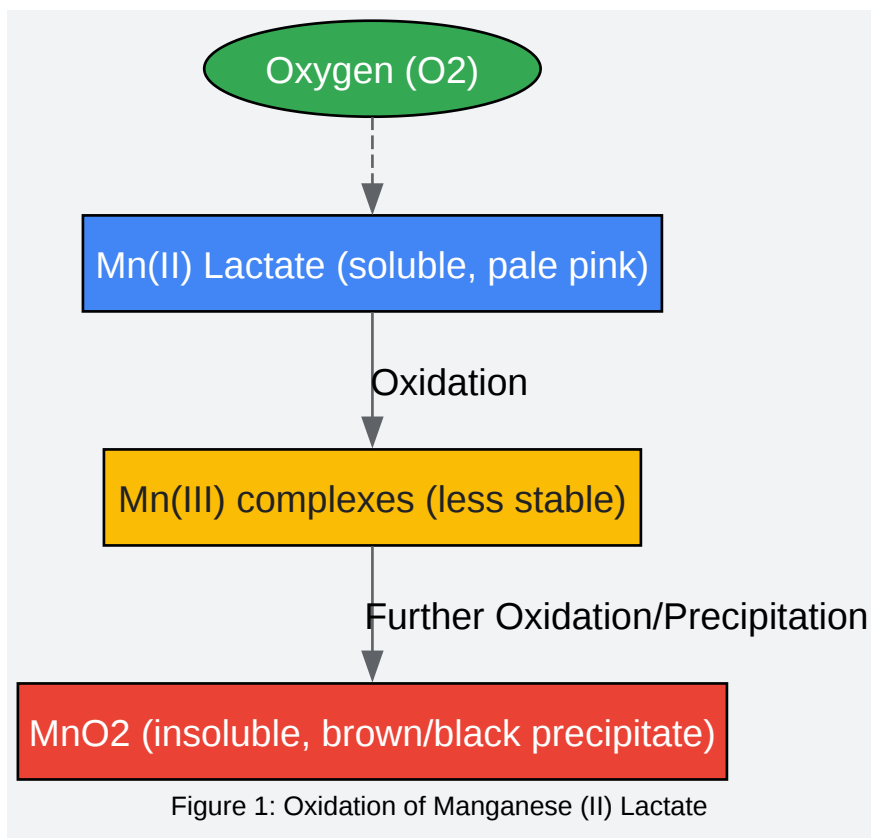 Oxygen (O2)
Mn(II) Lactate (soluble, pale pink)
Oxidation
Mn(III) complexes (less stable)
Further Oxidation/Precipitation
MnO2 (insoluble, brown/black precipitate)
Figure 1: Oxidation of Manganese (II) Lactate